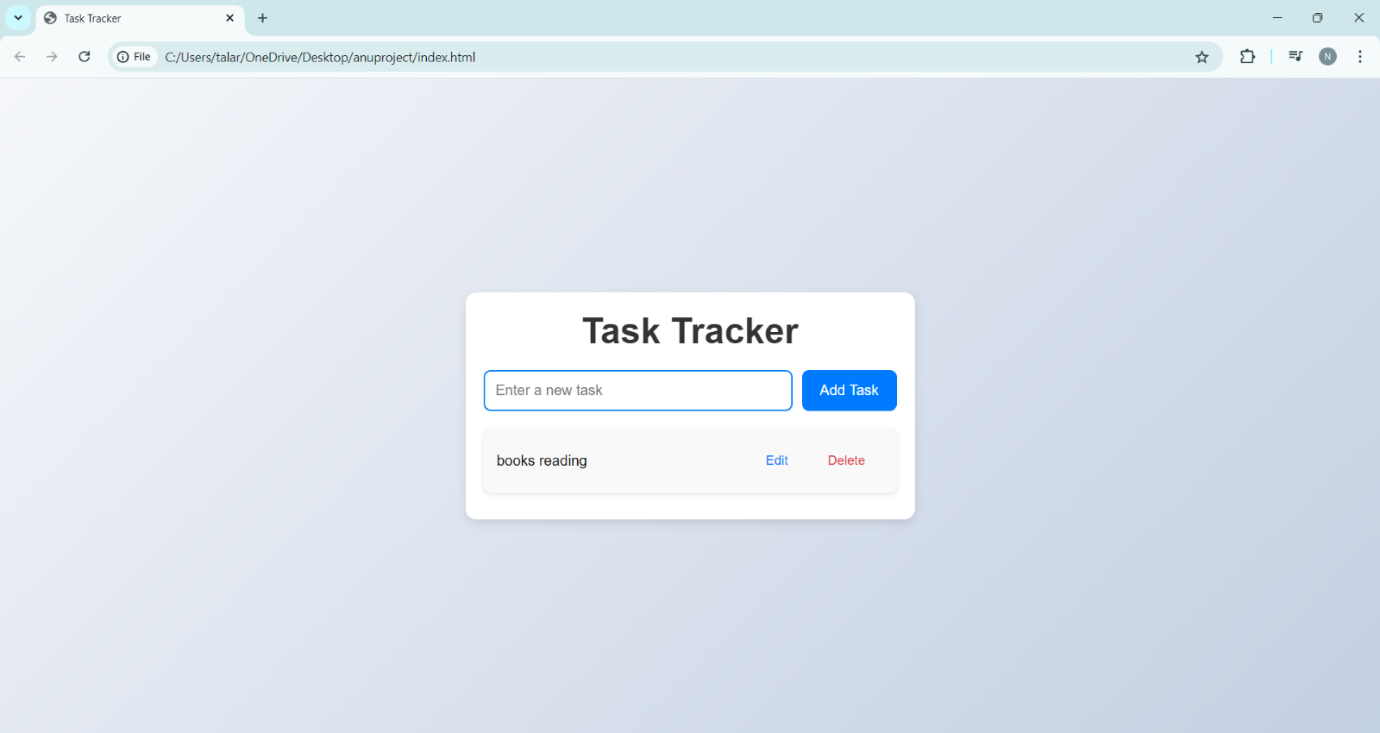 Task Tracker
File C:/Users/talar/OneDrive/Desktop/anuproject/index.html
N
Task Tracker
Enter a new task Add Task
books reading Edit Delete